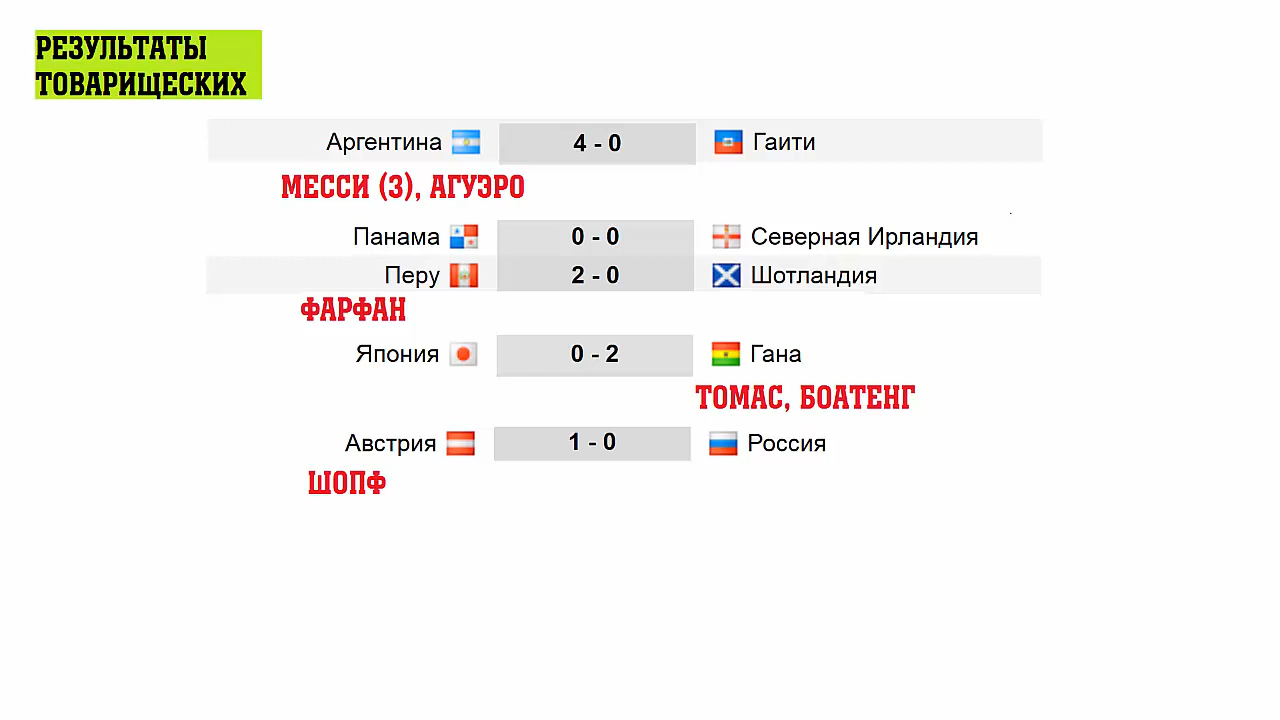 РЕЗУЛЬТАТЫ
ТОВАРИЩЕСКИХ
Аргентина 4 - 0 Гаити
МЕССИ (3), АГУЭРО
Панама 0 - 0 Северная Ирландия
Перу 2 - 0 Шотландия
ФАРФАН
Япония 0 - 2 Гана
ТОМАС, БОАТЕНГ
Австрия 1 - 0 Россия
ШОПФ